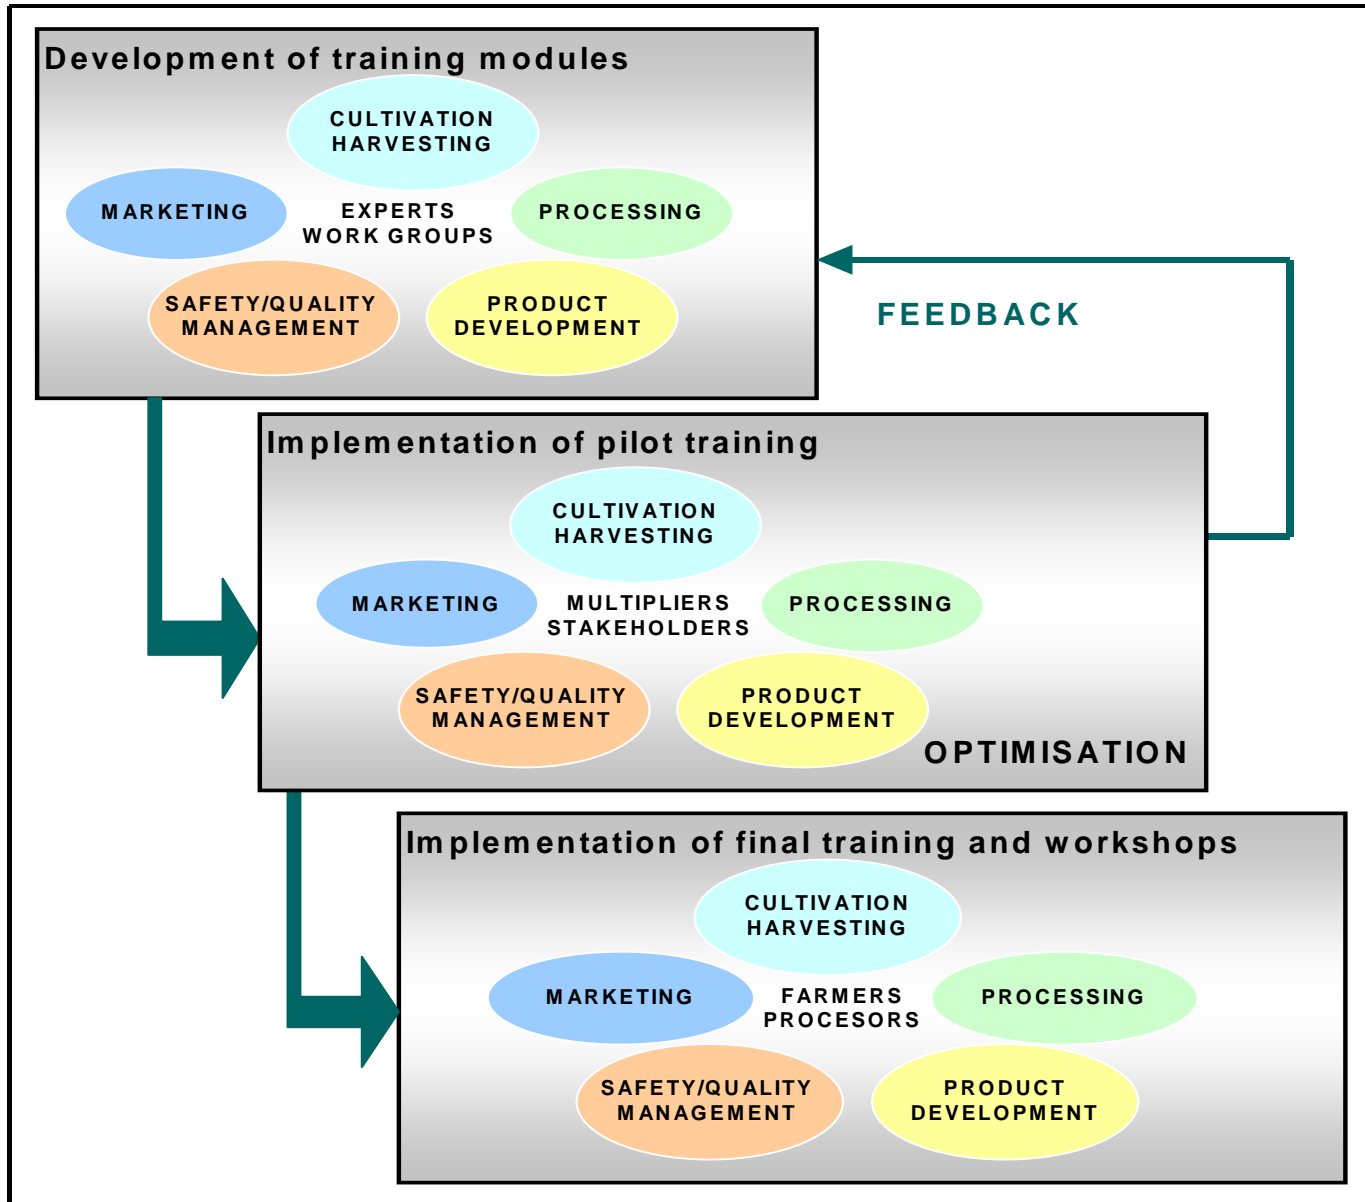 Development of training modules
CULTIVATION
HARVESTING
MARKETING
EXPERTS
WORK GROUPS
PROCESSING
SAFETY/QUALITY
MANAGEMENT
PRODUCT
DEVELOPMENT
FEEDBACK
Implementation of pilot training
CULTIVATION
HARVESTING
MARKETING
MULTIPLIERS
STAKEHOLDERS
PROCESSING
SAFETY/QUALITY
MANAGEMENT
PRODUCT
DEVELOPMENT
OPTIMISATION
Implementation of final training and workshops
CULTIVATION
HARVESTING
MARKETING
FARMERS
PROCESORS
PROCESSING
SAFETY/QUALITY
MANAGEMENT
PRODUCT
DEVELOPMENT